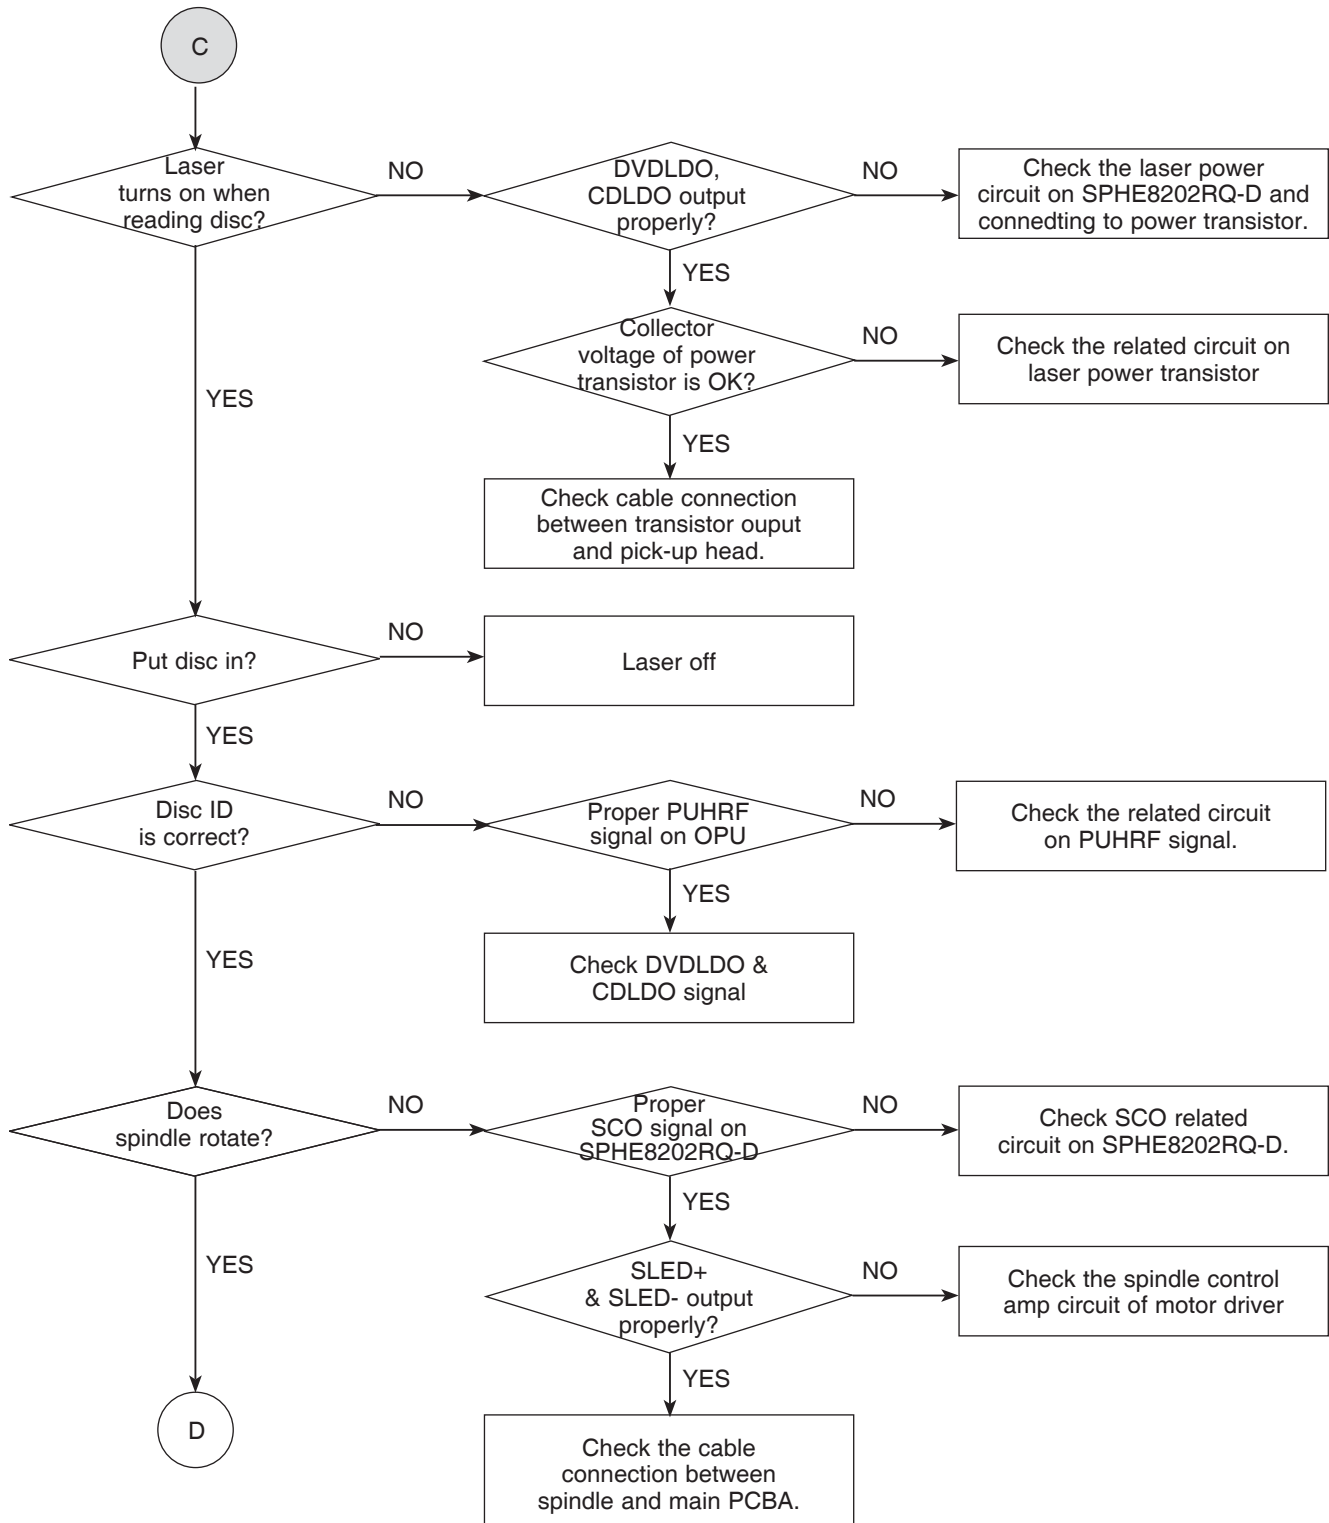 C
Laser
turns on when
reading disc?
NO
DVDLDO,
CDLDO output
properly?
NO
Check the laser power
circuit on SPHE8202RQ-D and
connedting to power transistor.
YES
Collector
voltage of power
transistor is OK?
NO
Check the related circuit on
laser power transistor
YES
YES
Check cable connection
between transistor ouput
and pick-up head.
Put disc in?
NO
Laser off
YES
Disc ID
is correct?
NO
Proper PUHRF
signal on OPU
NO
Check the related circuit
on PUHRF signal.
YES
Check DVDLDO &
CDLDO signal
YES
Does
spindle rotate?
NO
Proper
SCO signal on
SPHE8202RQ-D
NO
Check SCO related
circuit on SPHE8202RQ-D.
YES
YES
SLED+
& SLED- output
properly?
NO
Check the spindle control
amp circuit of motor driver
YES
D
Check the cable
connection between
spindle and main PCBA.